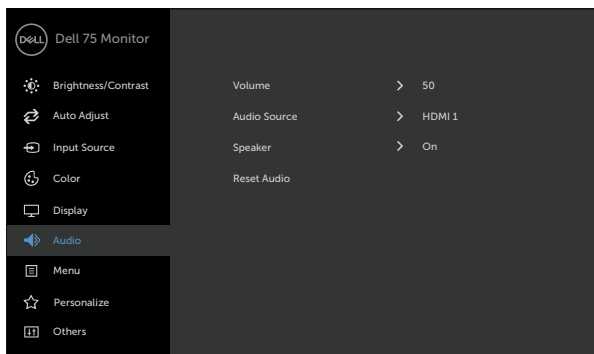 DELL Dell 75 Monitor
Brightness/Contrast Volume 50
Auto Adjust Audio Source HDMI 1
Input Source Speaker On
Color Reset Audio
Display
Audio
Menu
Personalize
Others